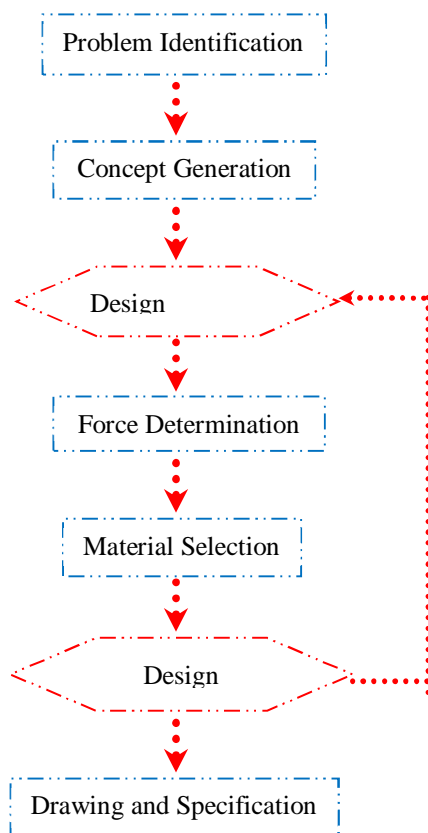 Problem Identification
Concept Generation
Design
Force Determination
Material Selection
Design
Drawing and Specification